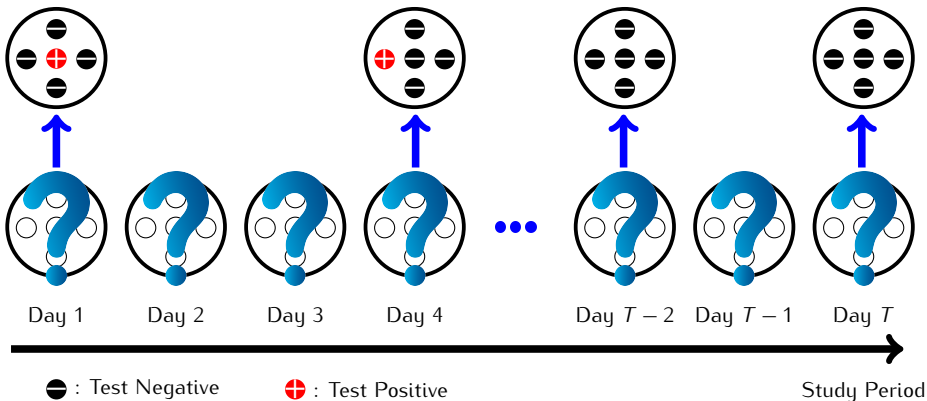 Day 1 Day 2 Day 3 Day 4 Day T − 2 Day T − 1 Day T
: Test Negative : Test Positive Study Period